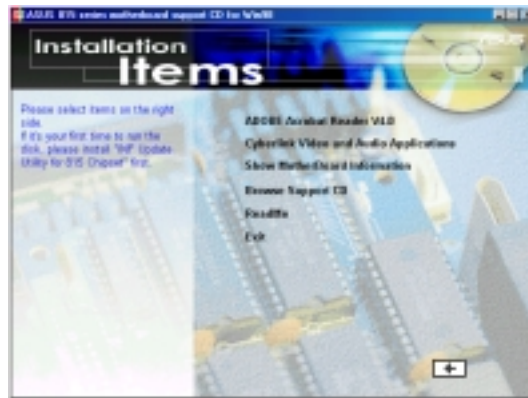 ASUS 815 series motherboard support CD for Win98
Installation
Items
ASUS
Please select items on the right
side.
If it's your first time to run the
disk, please install "INF Update
Utility for 815 Chipset" first.
ADOBE Acrobat Reader V4.0
Cyberlink Video and Audio Applications
Show Motherboard Information
Browse Support CD
ReadMe
Exit